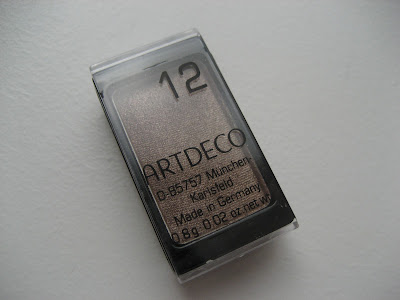 12
ARTDECO
D-85757 München-
Karlsfeld
Made in Germany
0.8g 0.02 oz net wt